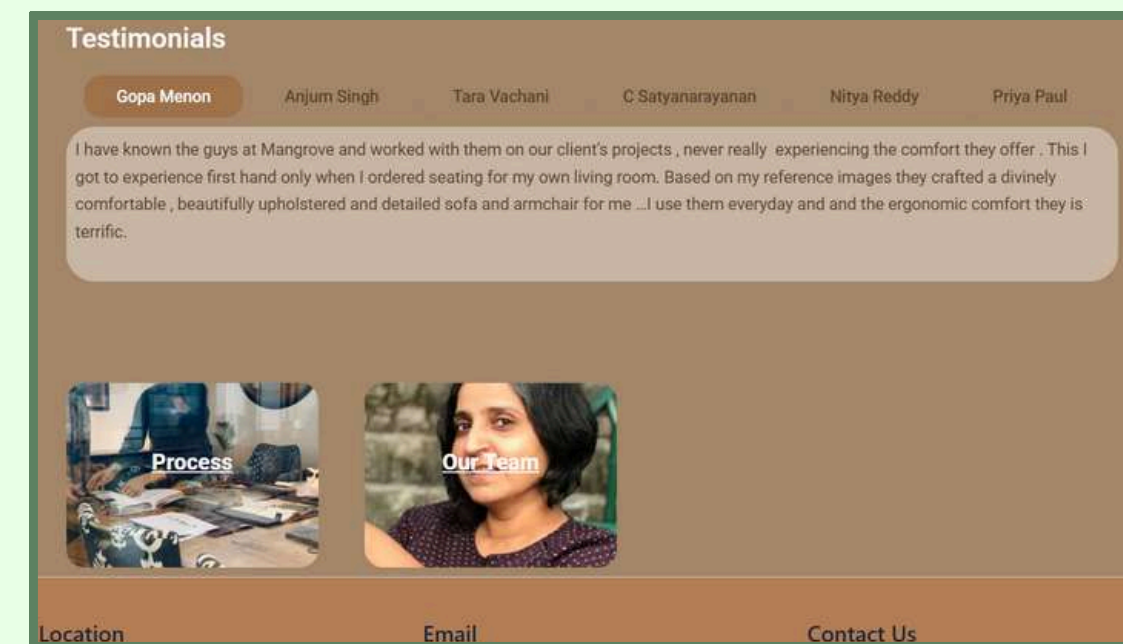 Testimonials
Gopa Menon Anjum Singh Tara Vachani C Satyanarayanan Nitya Reddy Priya Paul
I have known the guys at Mangrove and worked with them on our client's projects , never really experiencing the comfort they offer . This I
got to experience first hand only when I ordered seating for my own living room. Based on my reference images they crafted a divinely
comfortable , beautifully upholstered and detailed sofa and armchair for me ...I use them everyday and and the ergonomic comfort they is
terrific.
Process Our Team
Location Email Contact Us